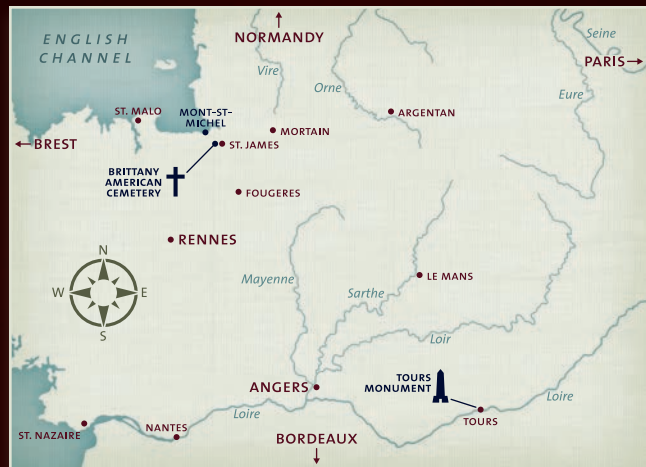 ENGLISH
CHANNEL
NORMANDY
Seine
PARIS
Vire
Orne
Eure
ST. MALO
MONT-ST-
MICHEL
ARGENTAN
MORTAIN
BREST
ST. JAMES
BRITTANY
AMERICAN
CEMETERY
FOUGERES
RENNES
N
W
E
S
Mayenne
Sarthe
LE MANS
Loir
ANGERS
TOURS
MONUMENT
Loire
Loire
ST. NAZAIRE
NANTES
TOURS
BORDEAUX